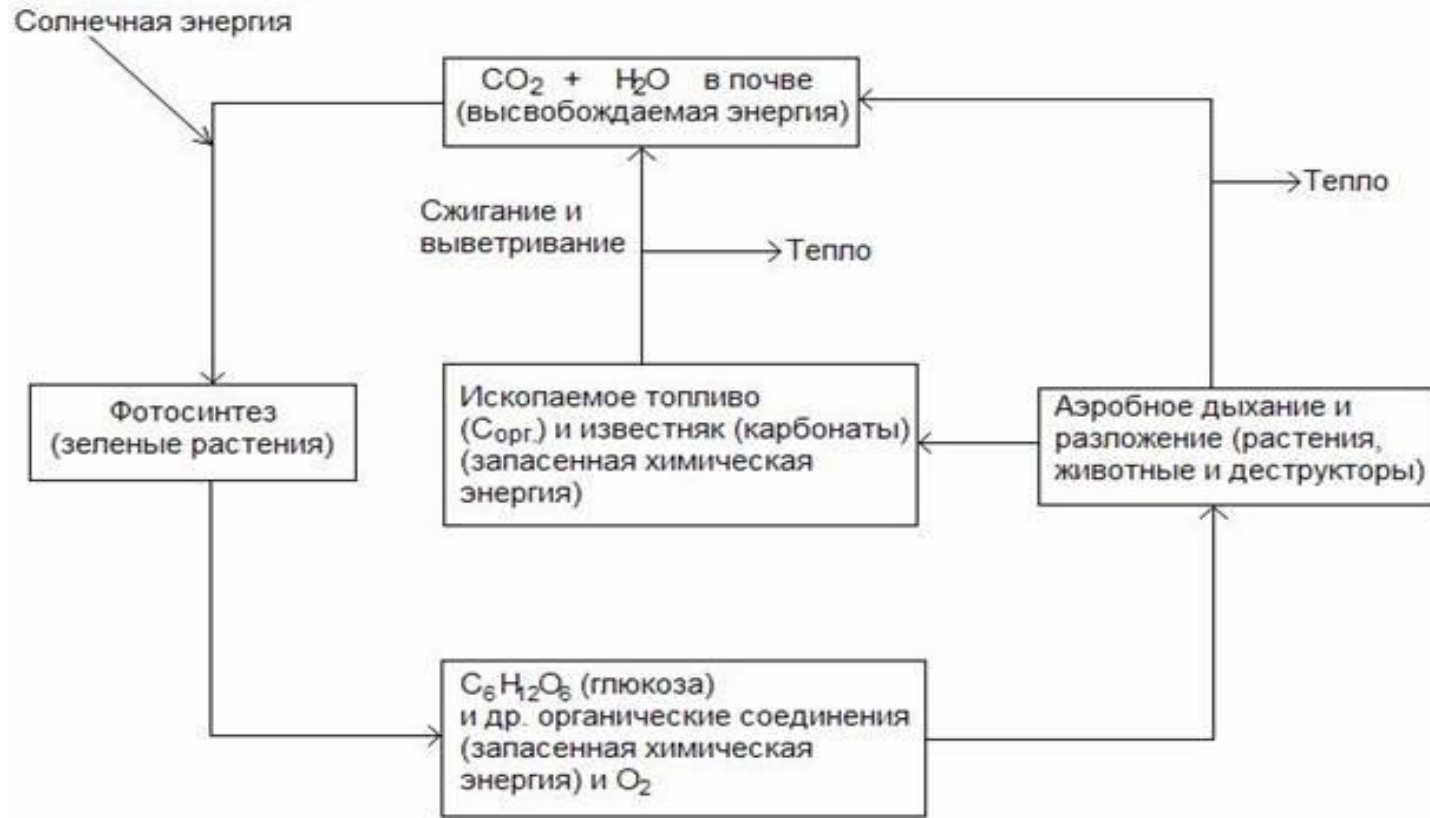 Солнечная энергия
CO₂ + H₂O в почве
(высвобождаемая энергия)
Тепло
Сжигание и
выветривание
Тепло
Фотосинтез
(зеленые растения)
Ископаемое топливо
(Cорг.) и известняк (карбонаты)
(запасенная химическая
энергия)
Аэробное дыхание и
разложение (растения,
животные и деструкторы)
C₆H₁₂O₆ (глюкоза)
и др. органические соединения
(запасенная химическая
энергия) и O₂